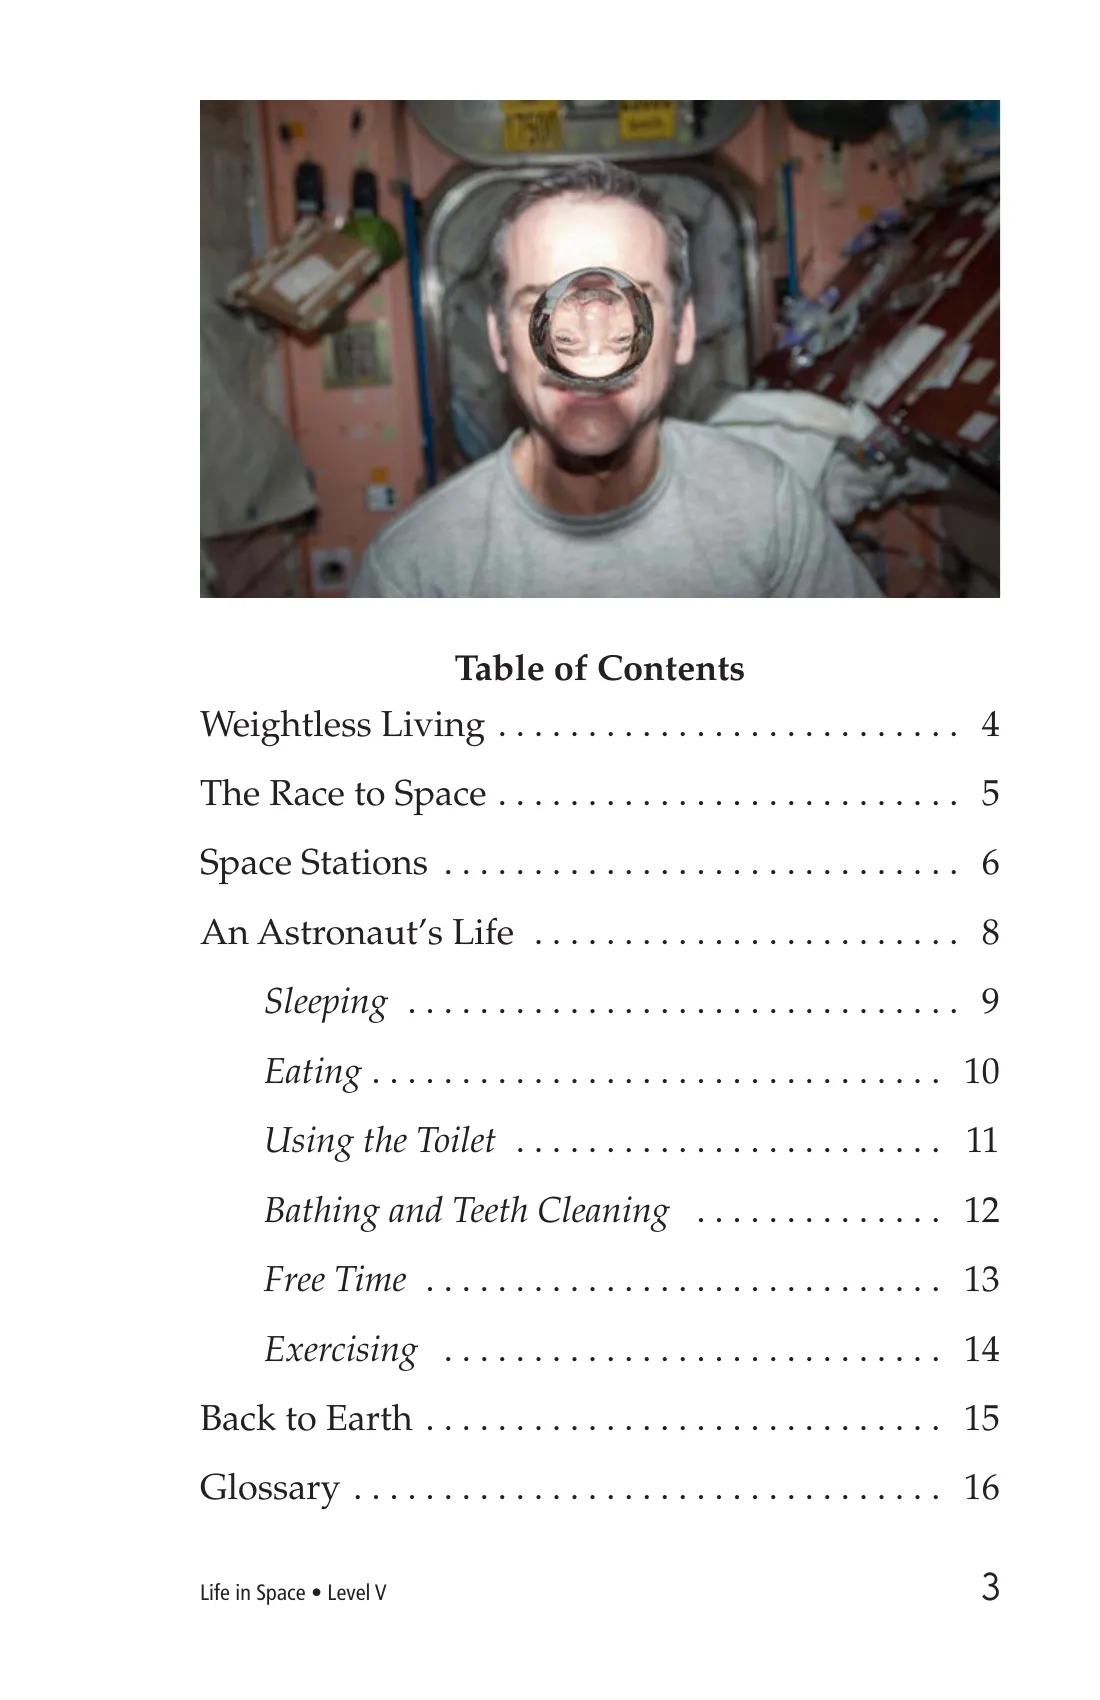 Table of Contents
Weightless Living . . . . . . . . . . . . . . . . . . . . . . . . . . 4
The Race to Space . . . . . . . . . . . . . . . . . . . . . . . . . . 5
Space Stations . . . . . . . . . . . . . . . . . . . . . . . . . . . . . 6
An Astronaut’s Life . . . . . . . . . . . . . . . . . . . . . . . . 8
Sleeping . . . . . . . . . . . . . . . . . . . . . . . . . . . . . . . 9
Eating . . . . . . . . . . . . . . . . . . . . . . . . . . . . . . . . 10
Using the Toilet . . . . . . . . . . . . . . . . . . . . . . . . 11
Bathing and Teeth Cleaning . . . . . . . . . . . . . . 12
Free Time . . . . . . . . . . . . . . . . . . . . . . . . . . . . . 13
Exercising . . . . . . . . . . . . . . . . . . . . . . . . . . . . 14
Back to Earth . . . . . . . . . . . . . . . . . . . . . . . . . . . . . 15
Glossary . . . . . . . . . . . . . . . . . . . . . . . . . . . . . . . . . 16
Life in Space • Level V 3